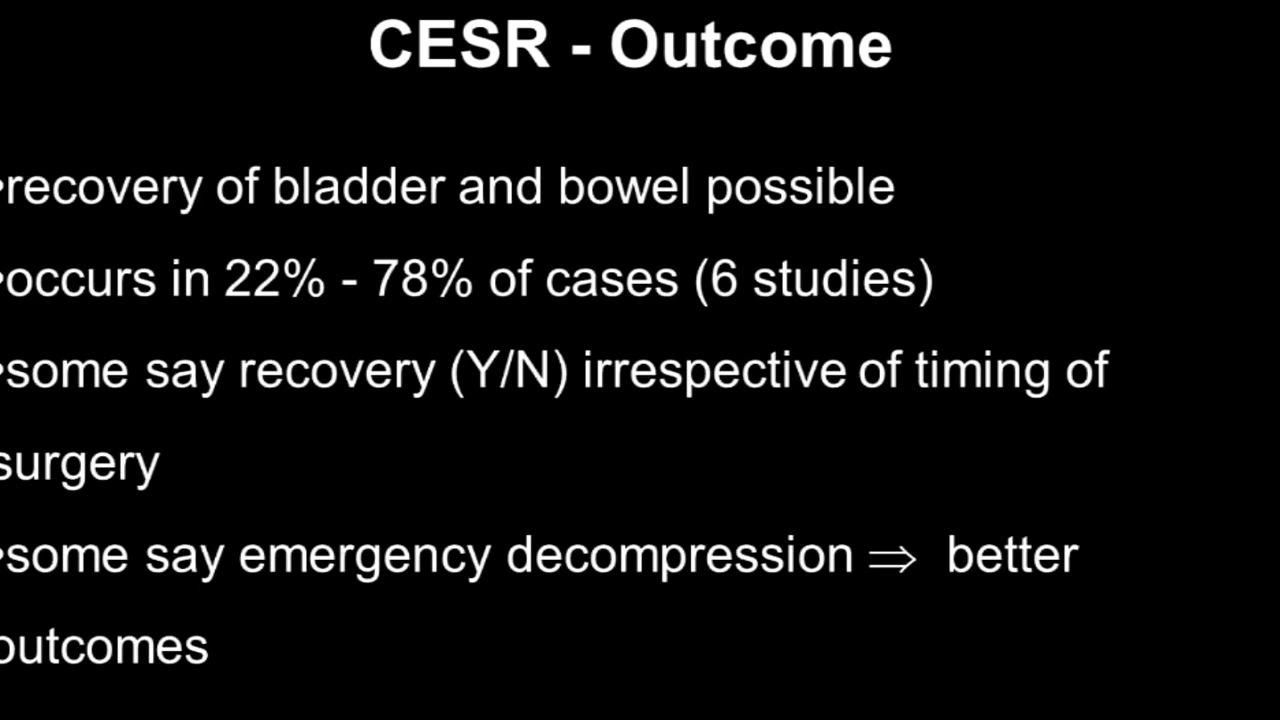 CESR - Outcome
•recovery of bladder and bowel possible
•occurs in 22% - 78% of cases (6 studies)
•some say recovery (Y/N) irrespective of timing of
surgery
•some say emergency decompression ⇒ better
outcomes